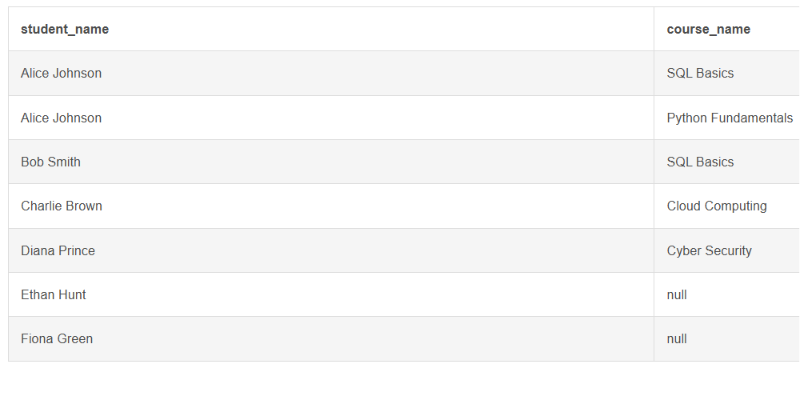 student_name course_name
Alice Johnson SQL Basics
Alice Johnson Python Fundamentals
Bob Smith SQL Basics
Charlie Brown Cloud Computing
Diana Prince Cyber Security
Ethan Hunt null
Fiona Green null